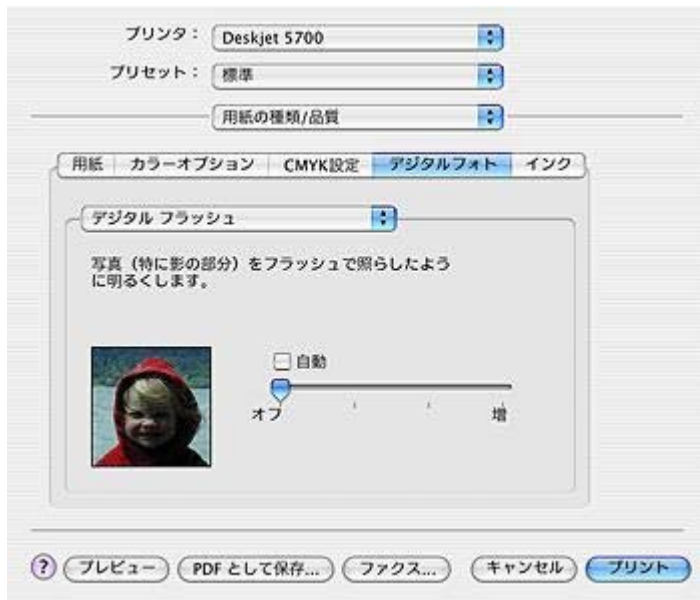 プリンタ： Deskjet 5700
プリセット： 標準
用紙の種類/品質
用紙 カラーオプション CMYK設定 デジタルフォト インク
デジタル フラッシュ
写真（特に影の部分）をフラッシュで照らしたよう
に明るくします。
自動
オフ 増
? プレビュー PDF として保存... ファクス... キャンセル プリント